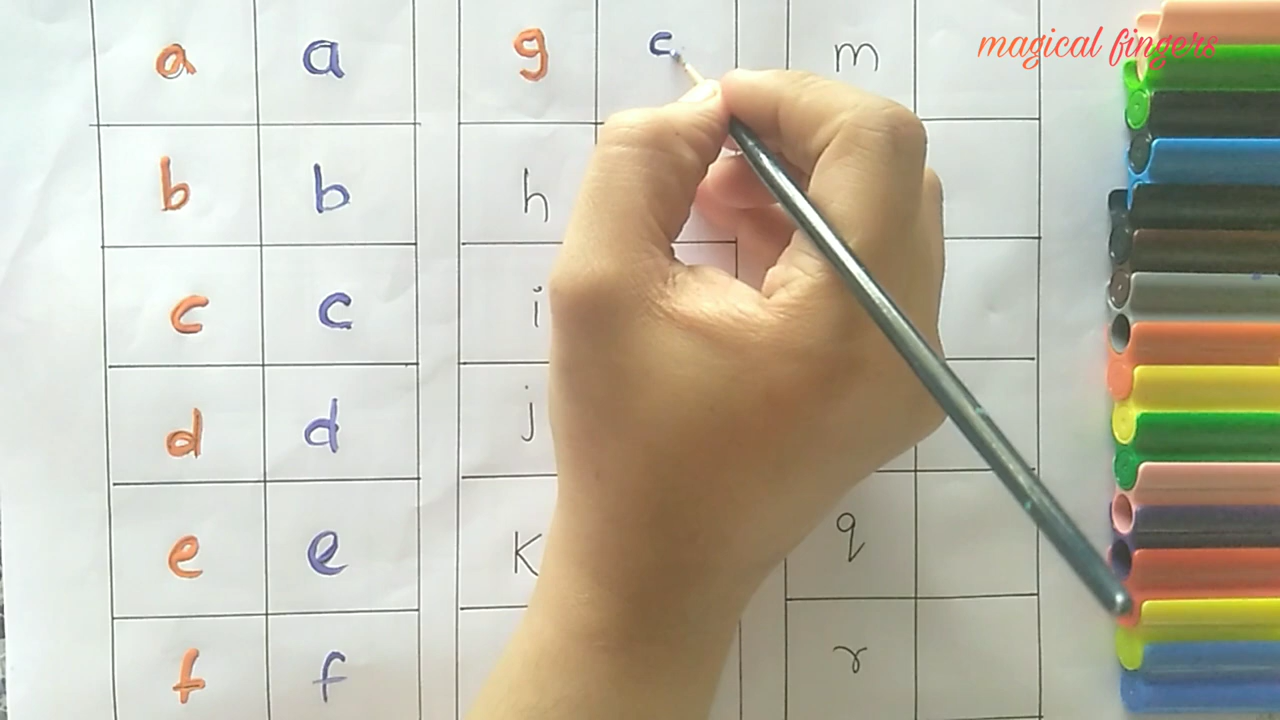 a a g c m magical fingers
b b h
c c i
d d j
e e K q
f f r